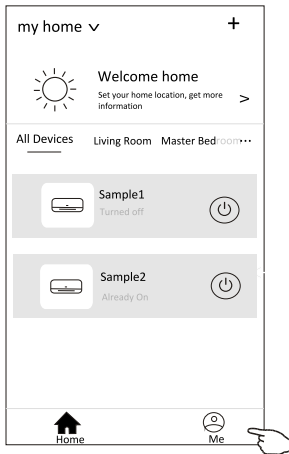 my home
+
Welcome home
Set your home location, get more
information
>
All Devices Living Room Master Bedroom ...
Sample1
Turned off
Sample2
Already On
Home Me